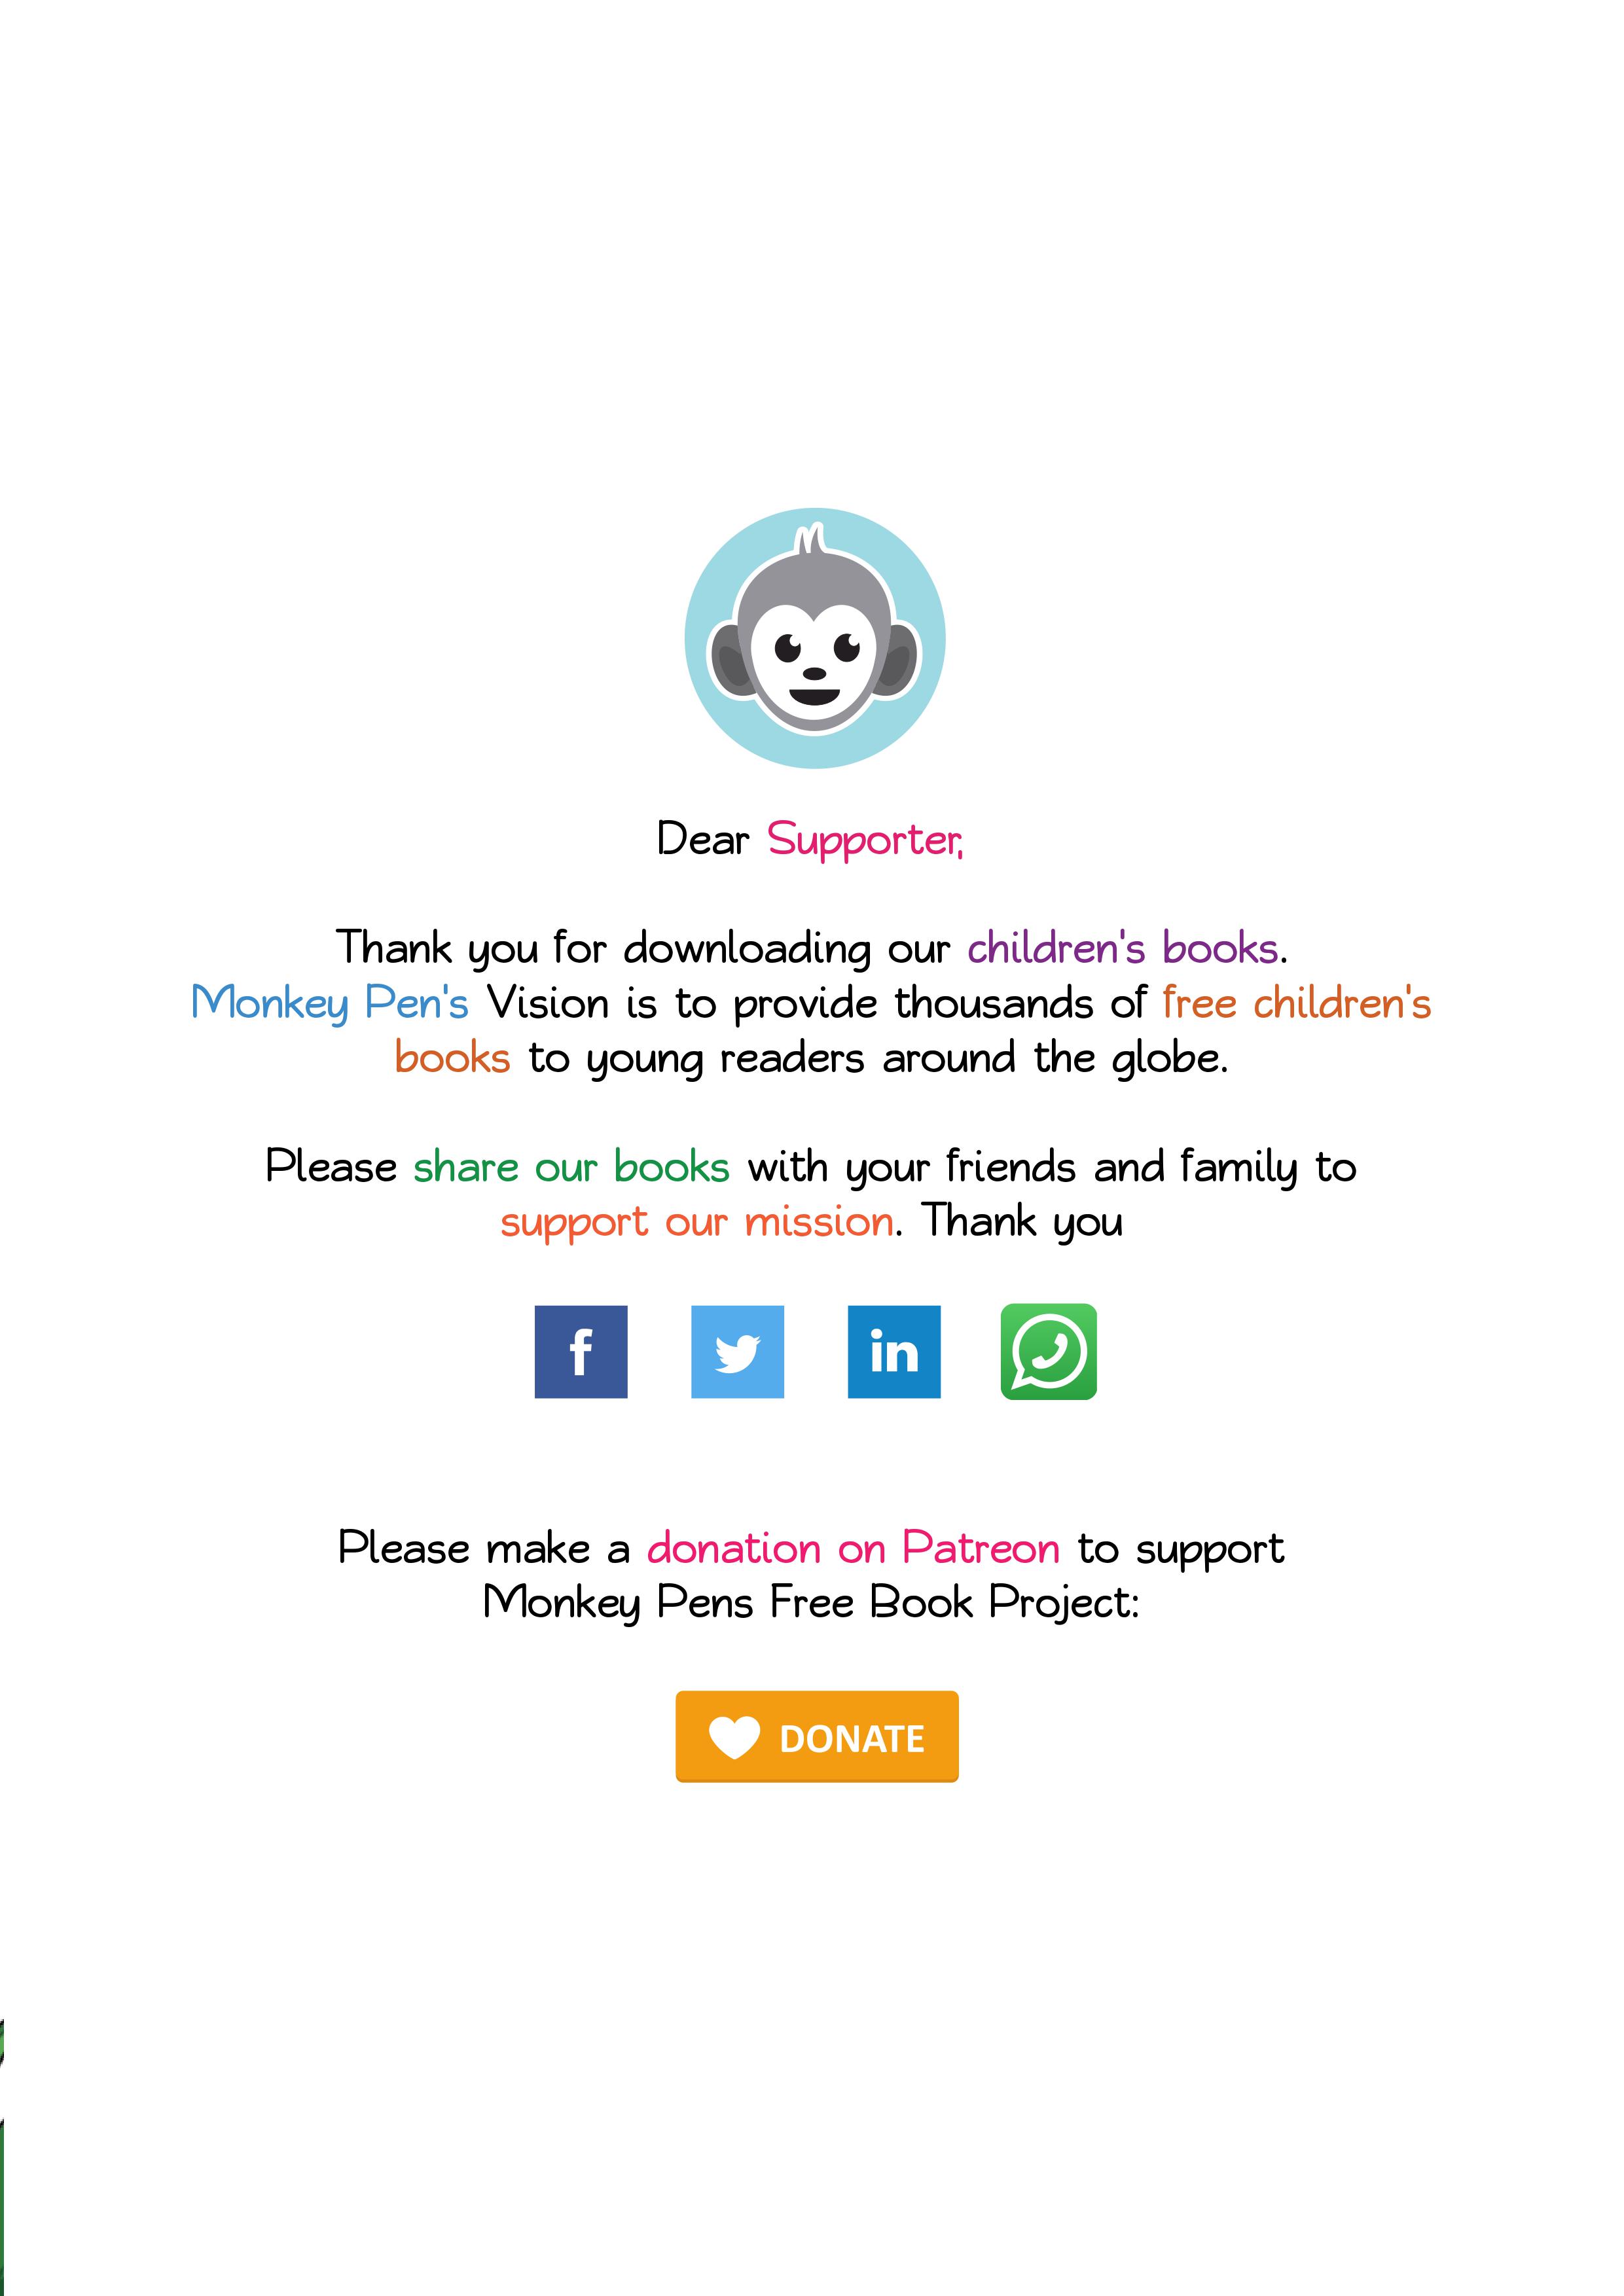 Dear Supporter,
Thank you for downloading our children's books.
Monkey Pen's Vision is to provide thousands of free children's
books to young readers around the globe.
Please share our books with your friends and family to
support our mission. Thank you
f
in
Please make a donation on Patreon to support
Monkey Pens Free Book Project:
DONATE